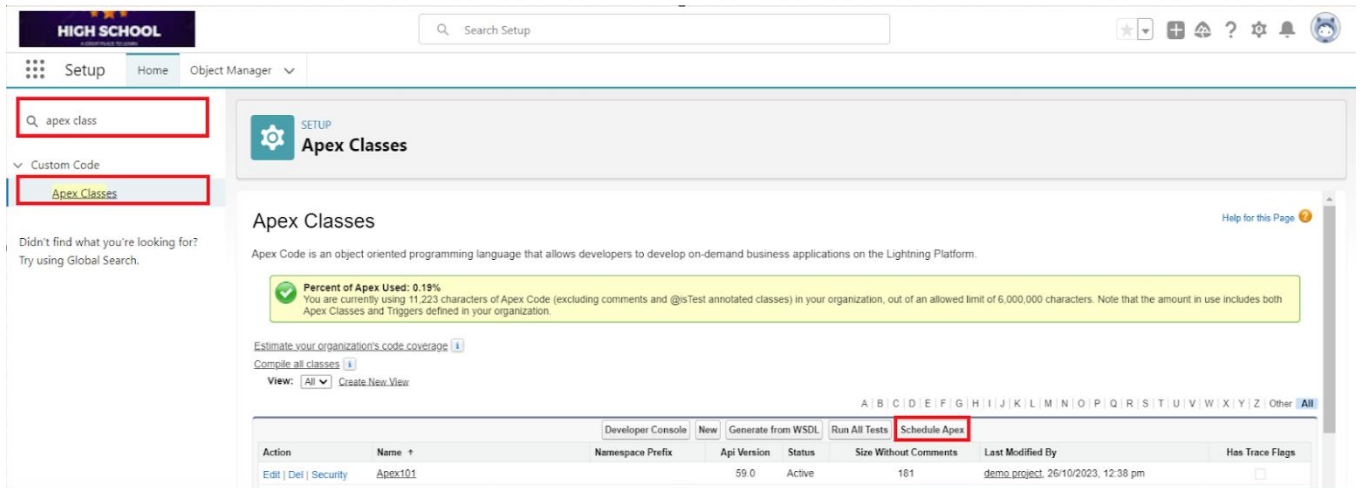 HIGH SCHOOL
A GREAT PLACE TO LEARN
Search Setup
Setup
Home
Object Manager
apex class
Custom Code
Apex Classes
Didn't find what you're looking for?
Try using Global Search.
SETUP
Apex Classes
Apex Classes
Help for this Page
Apex Code is an object oriented programming language that allows developers to develop on-demand business applications on the Lightning Platform.
Percent of Apex Used: 0.19%
You are currently using 11,223 characters of Apex Code (excluding comments and @isTest annotated classes) in your organization, out of an allowed limit of 6,000,000 characters. Note that the amount in use includes both
Apex Classes and Triggers defined in your organization.
Estimate your organization's code coverage i
Compile all classes i
View: All Create New View
A | B | C | D | E | F | G | H | I | J | K | L | M | N | O | P | Q | R | S | T | U | V | W | X | Y | Z | Other All
Developer Console New Generate from WSDL Run All Tests Schedule Apex
Action Name ↑ Namespace Prefix Api Version Status Size Without Comments Last Modified By Has Trace Flags
Edit | Del | Security Apex101 59.0 Active 181 demo project, 26/10/2023, 12:38 pm